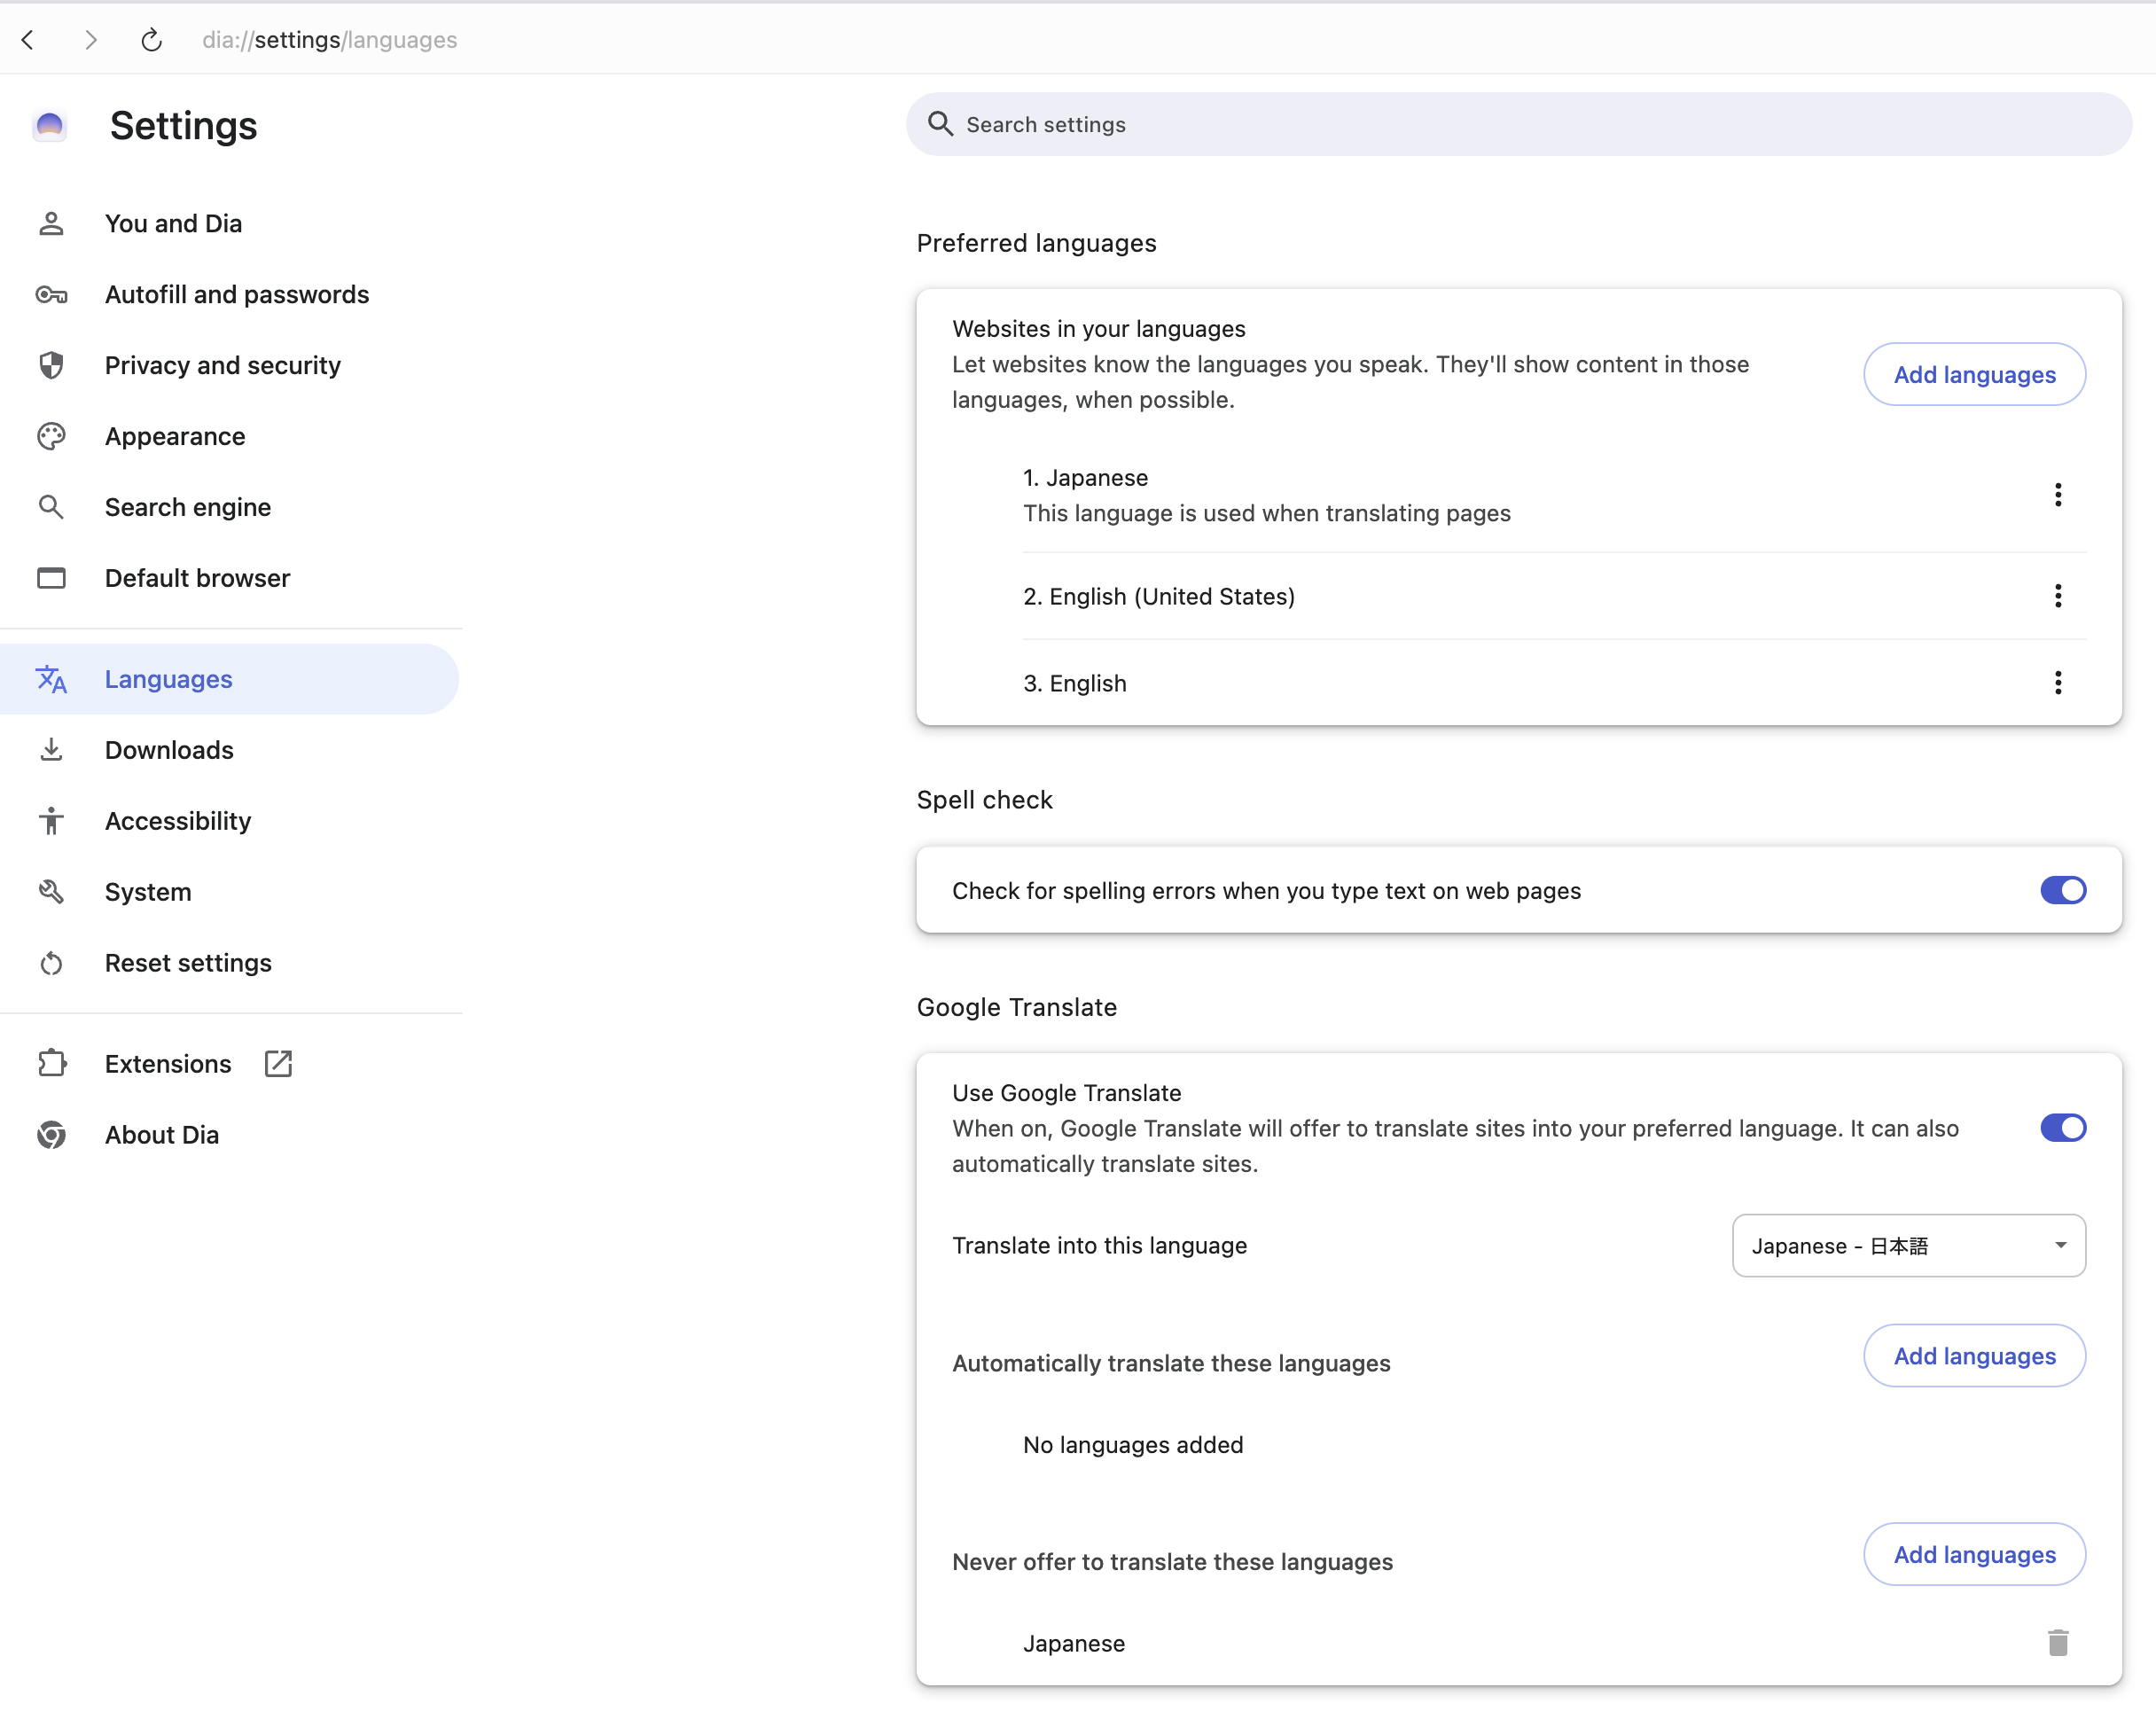 dia://settings/languages
Settings
Search settings
You and Dia
Autofill and passwords
Privacy and security
Appearance
Search engine
Default browser
Languages
Downloads
Accessibility
System
Reset settings
Extensions
About Dia
Preferred languages
Websites in your languages
Let websites know the languages you speak. They'll show content in those
languages, when possible.
Add languages
1. Japanese
This language is used when translating pages
2. English (United States)
3. English
Spell check
Check for spelling errors when you type text on web pages
Google Translate
Use Google Translate
When on, Google Translate will offer to translate sites into your preferred language. It can also
automatically translate sites.
Translate into this language
Japanese - 日本語
Automatically translate these languages
Add languages
No languages added
Never offer to translate these languages
Add languages
Japanese